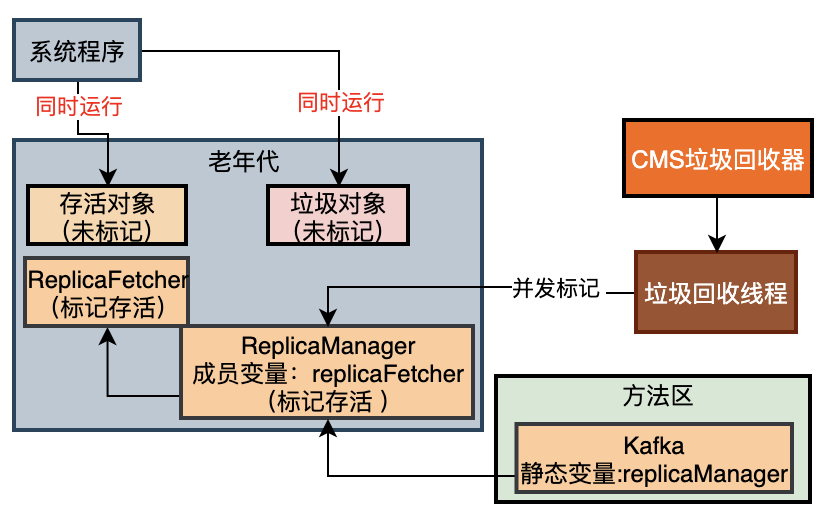 系统程序
同时运行
同时运行
老年代
存活对象
（未标记）
垃圾对象
（未标记）
CMS垃圾回收器
ReplicaFetcher
（标记存活）
并发标记
垃圾回收线程
ReplicaManager
成员变量：replicaFetcher
（标记存活 ）
方法区
Kafka
静态变量:replicaManager